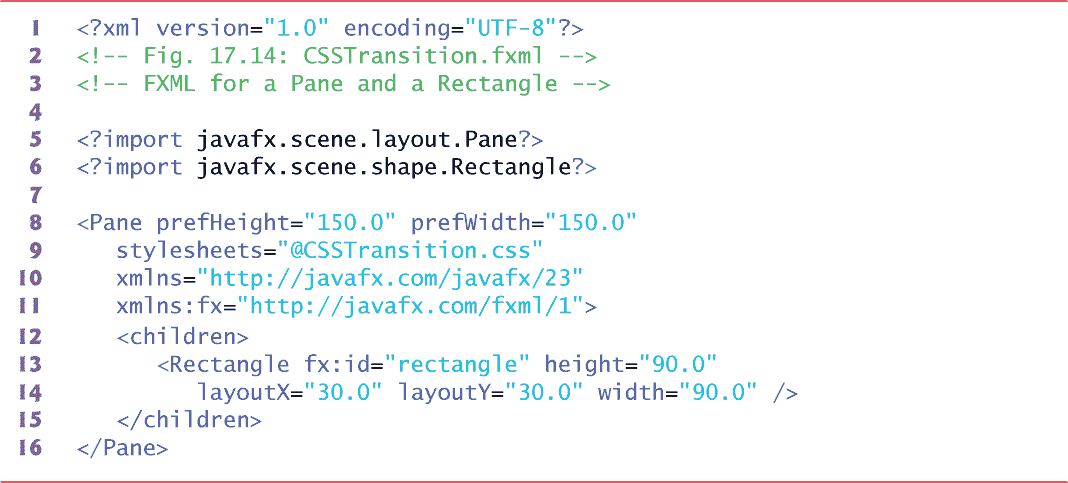 1 <?xml version="1.0" encoding="UTF-8"?>
2 <!-- Fig. 17.14: CSSTransition.fxml -->
3 <!-- FXML for a Pane and a Rectangle -->
4
5 <?import javafx.scene.layout.Pane?>
6 <?import javafx.scene.shape.Rectangle?>
7
8 <Pane prefHeight="150.0" prefWidth="150.0"
9 stylesheets="@CSSTransition.css"
10 xmlns="http://javafx.com/javafx/23"
11 xmlns:fx="http://javafx.com/fxml/1">
12 <children>
13 <Rectangle fx:id="rectangle" height="90.0"
14 layoutX="30.0" layoutY="30.0" width="90.0" />
15 </children>
16 </Pane>